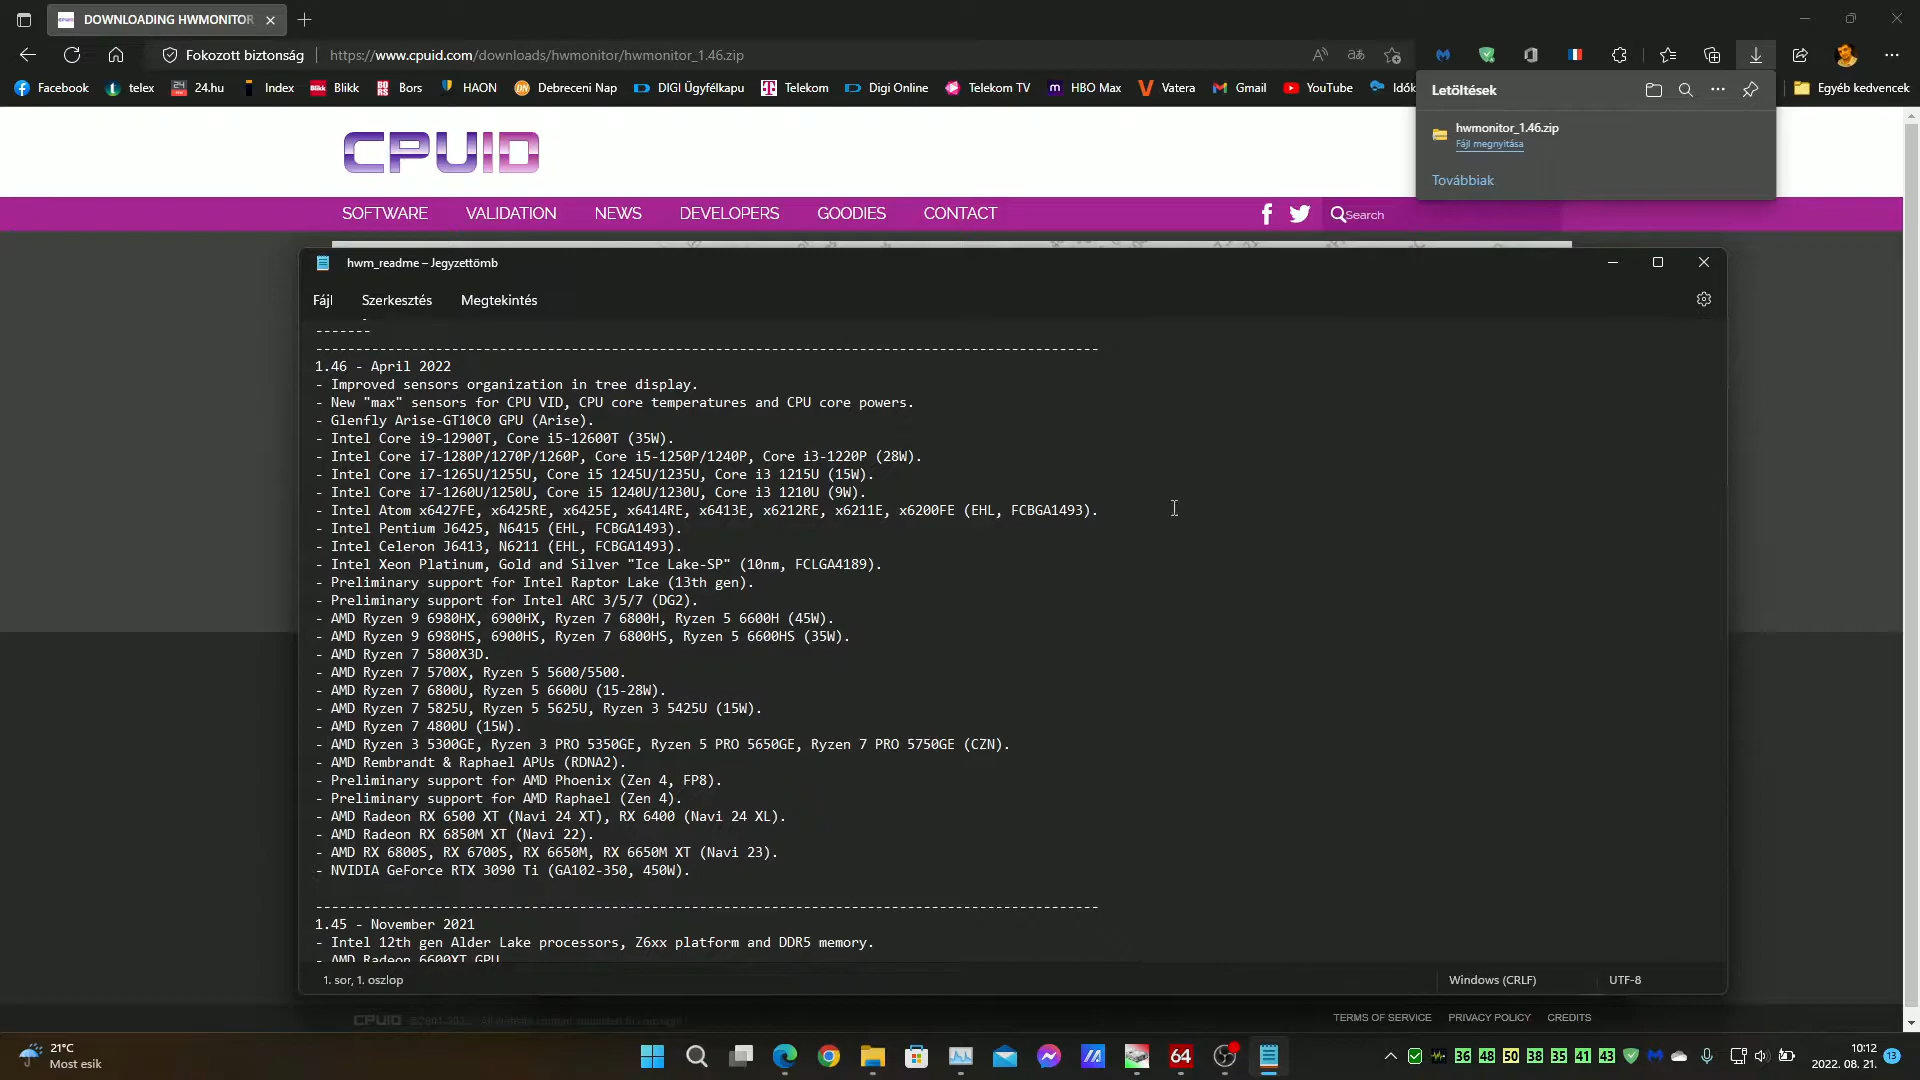 DOWNLOADING HWMONITOR
Fokozott biztonság
https://www.cpuid.com/downloads/hwmonitor/hwmonitor_1.46.zip
Facebook
telex
24.hu
Index
Blikk
Bors
HAON
Debreceni Nap
DIGI Ügyfélkapu
Telekom
Digi Online
Telekom TV
HBO Max
Vatera
Gmail
YouTube
Idők
Egyéb kedvencek
Letöltések
hwmonitor_1.46.zip
Fájl megnyitása
Továbbiak
CPUID
SOFTWARE VALIDATION NEWS DEVELOPERS GOODIES CONTACT
Search
hwm_readme – Jegyzettömb
Fájl Szerkesztés Megtekintés
-------
--------------------------------------------------------------------------------------------------
1.46 - April 2022
- Improved sensors organization in tree display.
- New "max" sensors for CPU VID, CPU core temperatures and CPU core powers.
- Glenfly Arise-GT10C0 GPU (Arise).
- Intel Core i9-12900T, Core i5-12600T (35W).
- Intel Core i7-1280P/1270P/1260P, Core i5-1250P/1240P, Core i3-1220P (28W).
- Intel Core i7-1265U/1255U, Core i5 1245U/1235U, Core i3 1215U (15W).
- Intel Core i7-1260U/1250U, Core i5 1240U/1230U, Core i3 1210U (9W).
- Intel Atom x6427FE, x6425RE, x6425E, x6414RE, x6413E, x6212RE, x6211E, x6200FE (EHL, FCBGA1493).
- Intel Pentium J6425, N6415 (EHL, FCBGA1493).
- Intel Celeron J6413, N6211 (EHL, FCBGA1493).
- Intel Xeon Platinum, Gold and Silver "Ice Lake-SP" (10nm, FCLGA4189).
- Preliminary support for Intel Raptor Lake (13th gen).
- Preliminary support for Intel ARC 3/5/7 (DG2).
- AMD Ryzen 9 6980HX, 6900HX, Ryzen 7 6800H, Ryzen 5 6600H (45W).
- AMD Ryzen 9 6980HS, 6900HS, Ryzen 7 6800HS, Ryzen 5 6600HS (35W).
- AMD Ryzen 7 5800X3D.
- AMD Ryzen 7 5700X, Ryzen 5 5600/5500.
- AMD Ryzen 7 6800U, Ryzen 5 6600U (15-28W).
- AMD Ryzen 7 5825U, Ryzen 5 5625U, Ryzen 3 5425U (15W).
- AMD Ryzen 7 4800U (15W).
- AMD Ryzen 3 5300GE, Ryzen 3 PRO 5350GE, Ryzen 5 PRO 5650GE, Ryzen 7 PRO 5750GE (CZN).
- AMD Rembrandt & Raphael APUs (RDNA2).
- Preliminary support for AMD Phoenix (Zen 4, FP8).
- Preliminary support for AMD Raphael (Zen 4).
- AMD Radeon RX 6500 XT (Navi 24 XT), RX 6400 (Navi 24 XL).
- AMD Radeon RX 6850M XT (Navi 22).
- AMD RX 6800S, RX 6700S, RX 6650M, RX 6650M XT (Navi 23).
- NVIDIA GeForce RTX 3090 Ti (GA102-350, 450W).
--------------------------------------------------------------------------------------------------
1.45 - November 2021
- Intel 12th gen Alder Lake processors, Z6xx platform and DDR5 memory.
- AMD Radeon 6600XT GPU
1. sor, 1. oszlop
Windows (CRLF)
UTF-8
CPUID
TERMS OF SERVICE PRIVACY POLICY CREDITS
21°C
Most esik
64
36 48 50 38 35 41 43
10:12
2022. 08. 21.
13